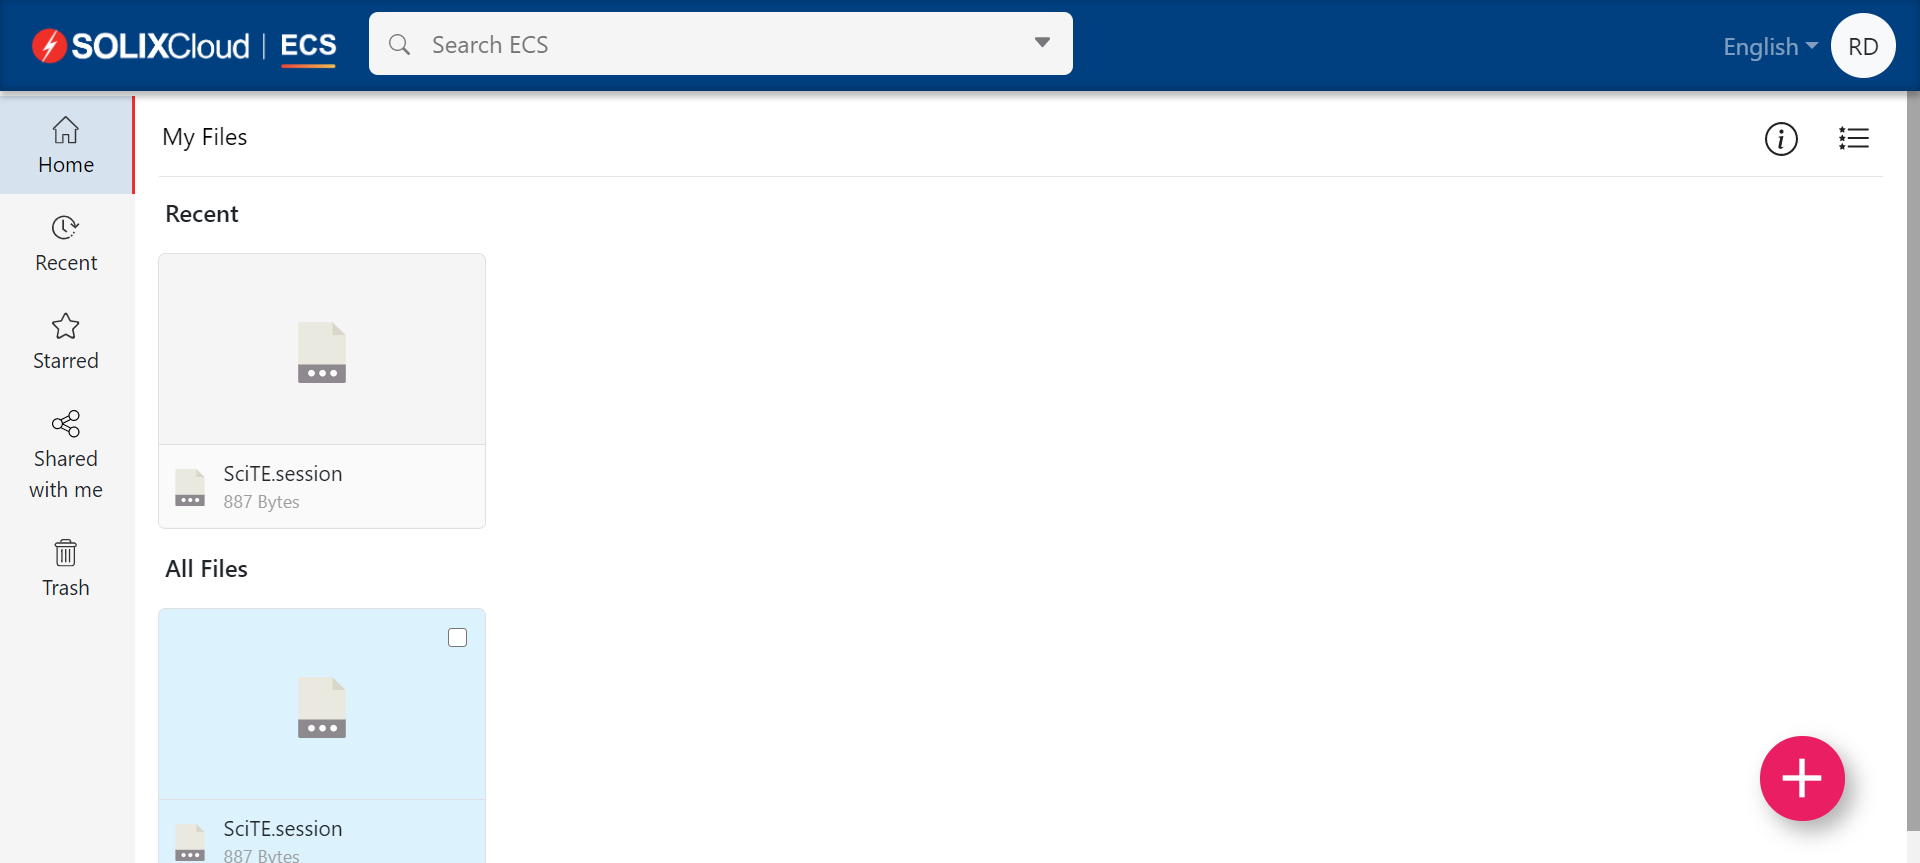 SOLIXCloud | ECS
Search ECS
English
RD
Home
Recent
Starred
Shared
with me
Trash
My Files
Recent
SciTE.session
887 Bytes
All Files
SciTE.session
887 Bytes